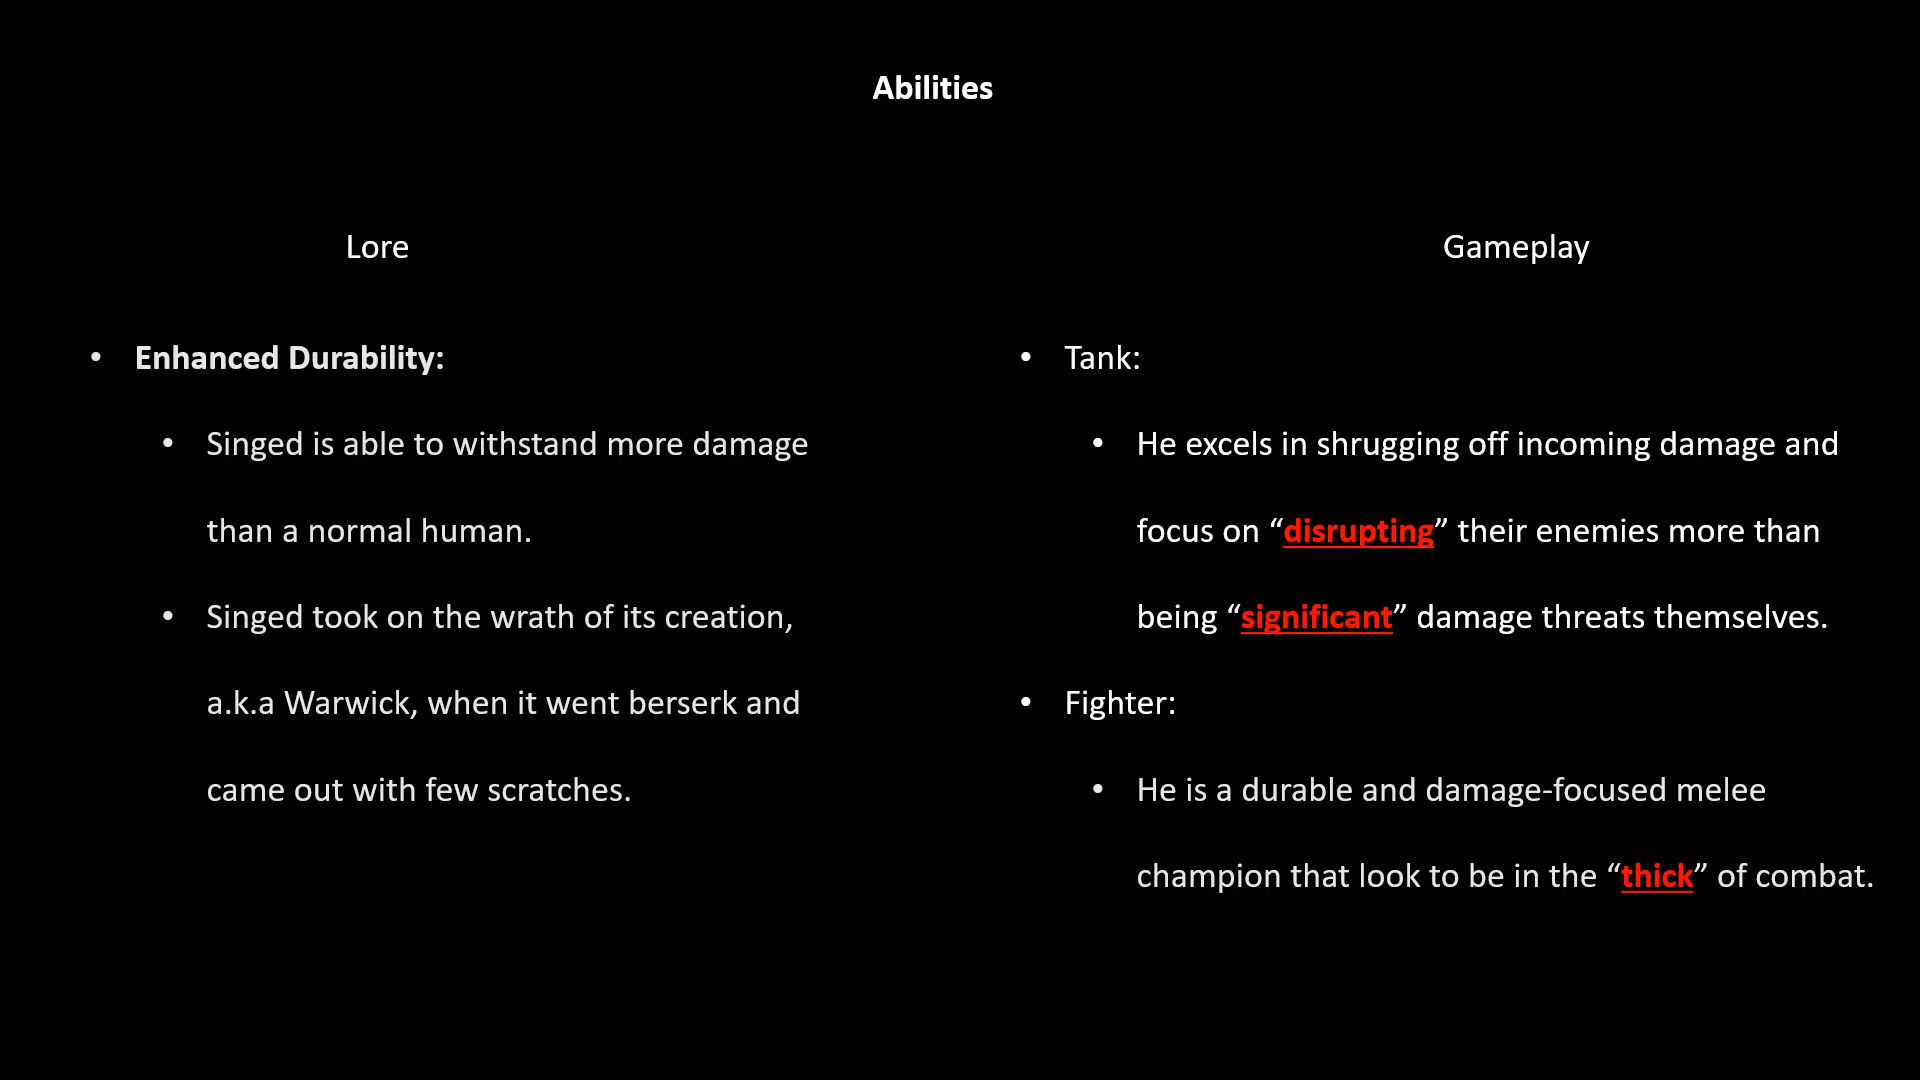 Abilities
Lore
• Enhanced Durability:
• Singed is able to withstand more damage
than a normal human.
• Singed took on the wrath of its creation,
a.k.a Warwick, when it went berserk and
came out with few scratches.
Gameplay
• Tank:
• He excels in shrugging off incoming damage and
focus on “disrupting” their enemies more than
being “significant” damage threats themselves.
• Fighter:
• He is a durable and damage-focused melee
champion that look to be in the “thick” of combat.